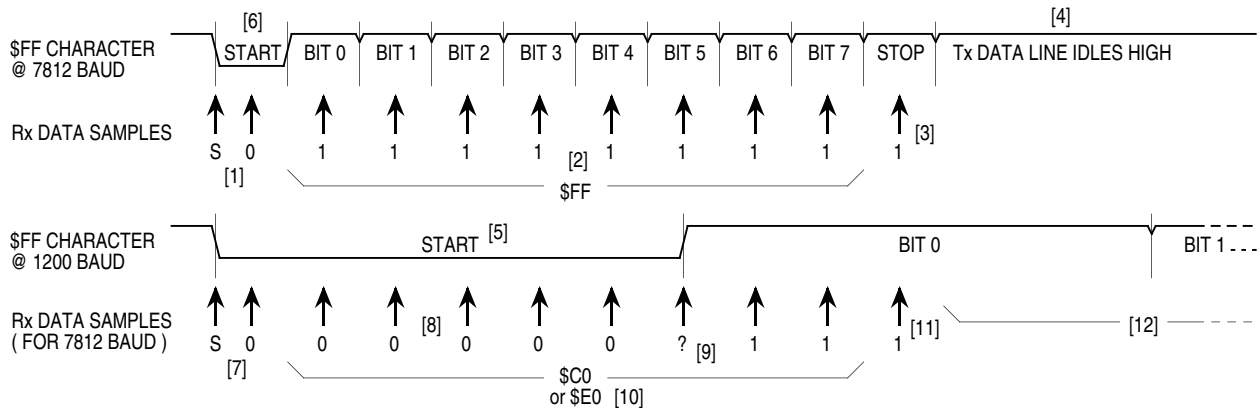 [6] [4]
$FF CHARACTER
@ 7812 BAUD
START BIT 0 BIT 1 BIT 2 BIT 3 BIT 4 BIT 5 BIT 6 BIT 7 STOP Tx DATA LINE IDLES HIGH
Rx DATA SAMPLES
[3]
S 0 1 1 1 1 [2] 1 1 1 1 1
[1]
$FF
$FF CHARACTER
@ 1200 BAUD
START [5] BIT 0 BIT 1
Rx DATA SAMPLES
( FOR 7812 BAUD )
[8] [11] [12]
S 0 0 0 0 0 0 ? [9] 1 1 1
[7]
$C0
or $E0 [10]